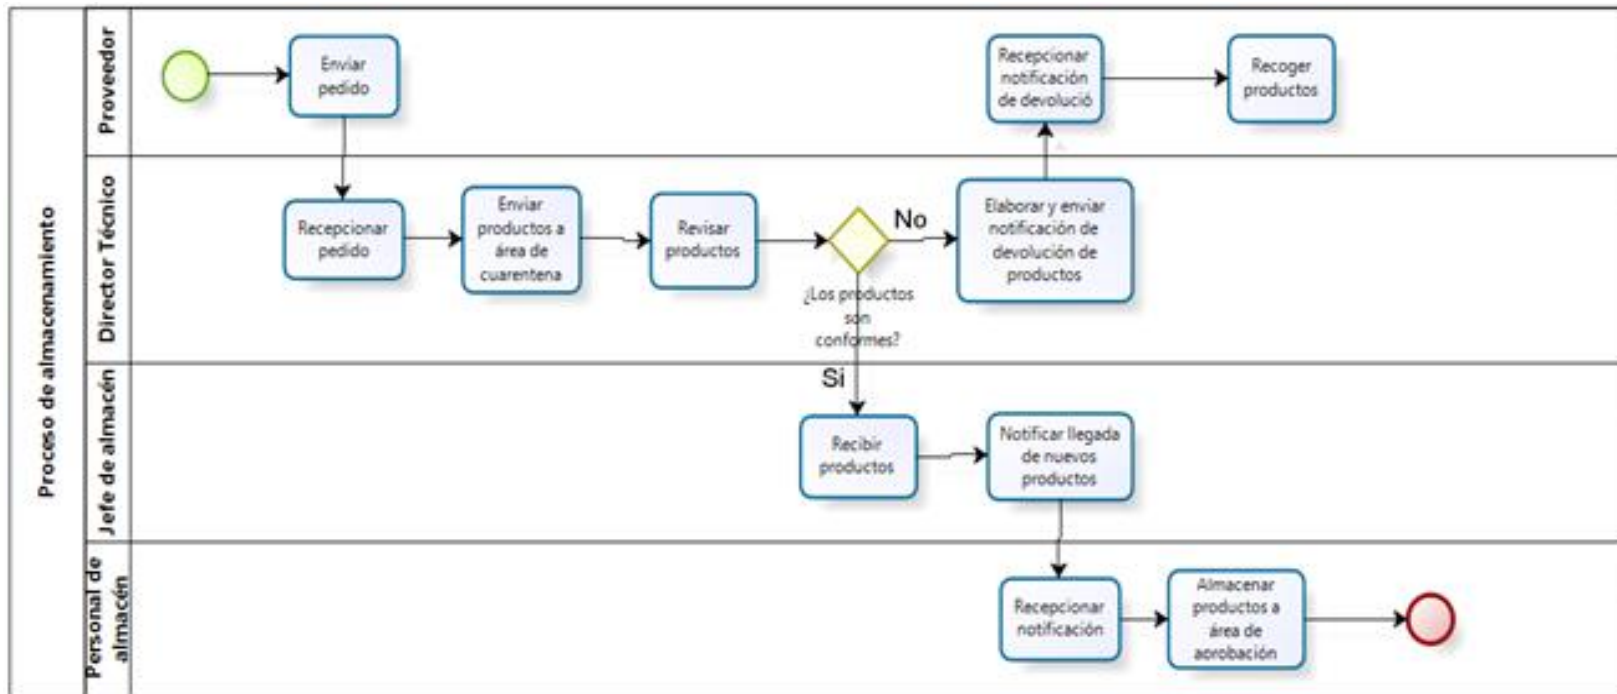 Proceso de almacenamiento
Proveedor
Enviar
pedido
Recepcionar
notificación
de devolució
Recoger
productos
Director Técnico
Recepcionar
pedido
Enviar
productos a
área de
cuarentena
Revisar
productos
No
¿Los productos
son
conformes?
Elaborar y enviar
notificación de
devolución de
productos
Jefe de almacén
Si
Recibir
productos
Notificar llegada
de nuevos
productos
Personal de
almacén
Recepcionar
notificación
Almacenar
productos a
área de
aprobación